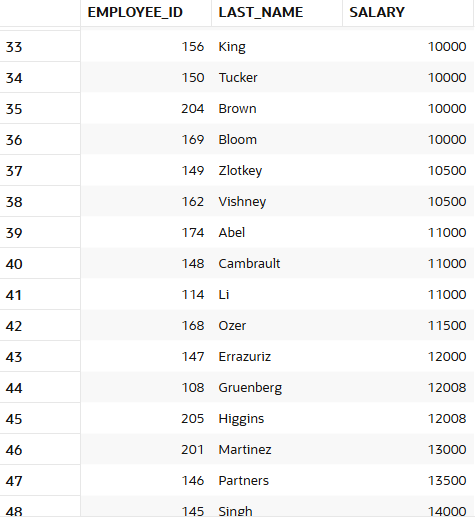 EMPLOYEE_ID LAST_NAME SALARY
33 156 King 10000
34 150 Tucker 10000
35 204 Brown 10000
36 169 Bloom 10000
37 149 Zlotkey 10500
38 162 Vishney 10500
39 174 Abel 11000
40 148 Cambrault 11000
41 114 Li 11000
42 168 Ozer 11500
43 147 Errazuriz 12000
44 108 Gruenberg 12008
45 205 Higgins 12008
46 201 Martinez 13000
47 146 Partners 13500
48 145 Singh 14000